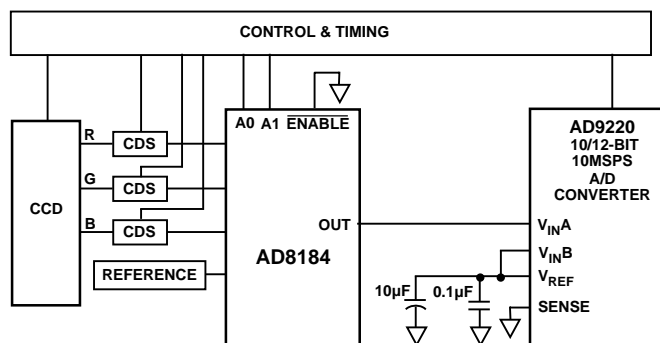 CONTROL & TIMING
A0 A1 ENABLE
R
CDS
G
CDS
B
CDS
CCD
REFERENCE
OUT
AD8184
AD9220
10/12-BIT
10MSPS
A/D
CONVERTER
VINA
VINB
VREF
SENSE
10µF
0.1µF